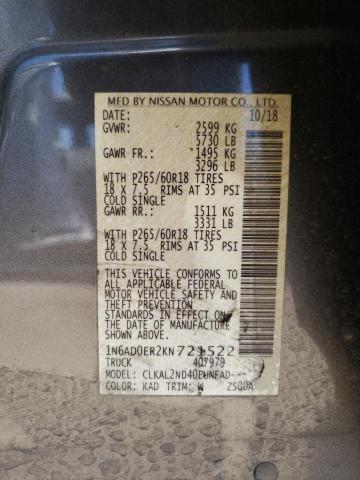 MFD BY NISSAN MOTOR CO., LTD.
DATE: 10/18
GVWR: 2599 KG
5730 LB
GAWR FR.: 1495 KG
3296 LB
WITH P265/60R18 TIRES
18 X 7.5 RIMS AT 35 PSI
COLD SINGLE
GAWR RR.: 1511 KG
3331 LB
WITH P265/60R18 TIRES
18 X 7.5 RIMS AT 35 PSI
COLD SINGLE
THIS VEHICLE CONFORMS TO
ALL APPLICABLE FEDERAL
MOTOR VEHICLE SAFETY AND
THEFT PREVENTION
STANDARDS IN EFFECT ON
THE DATE OF MANUFACTURE
SHOWN ABOVE.
1N6AD0ER2KN721522
TRUCK 407979
MODEL: CLKAL2ND40EUNFAD
COLOR: KAD TRIM: W ZSQ0A